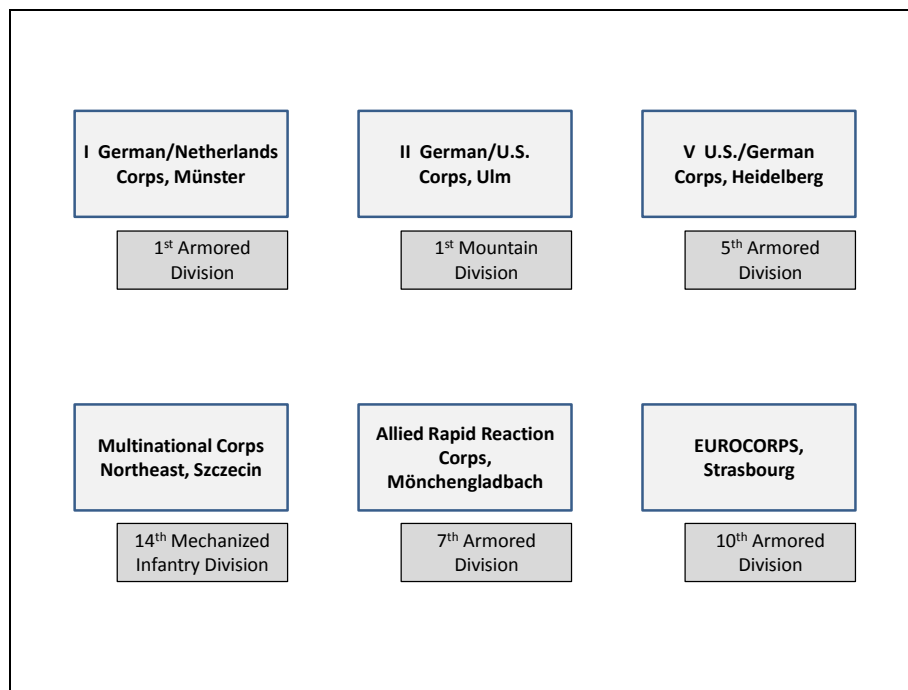 I German/Netherlands
Corps, Münster
1st Armored
Division
II German/U.S.
Corps, Ulm
1st Mountain
Division
V U.S./German
Corps, Heidelberg
5th Armored
Division
Multinational Corps
Northeast, Szczecin
14th Mechanized
Infantry Division
Allied Rapid Reaction
Corps,
Mönchengladbach
7th Armored
Division
EUROCORPS,
Strasbourg
10th Armored
Division